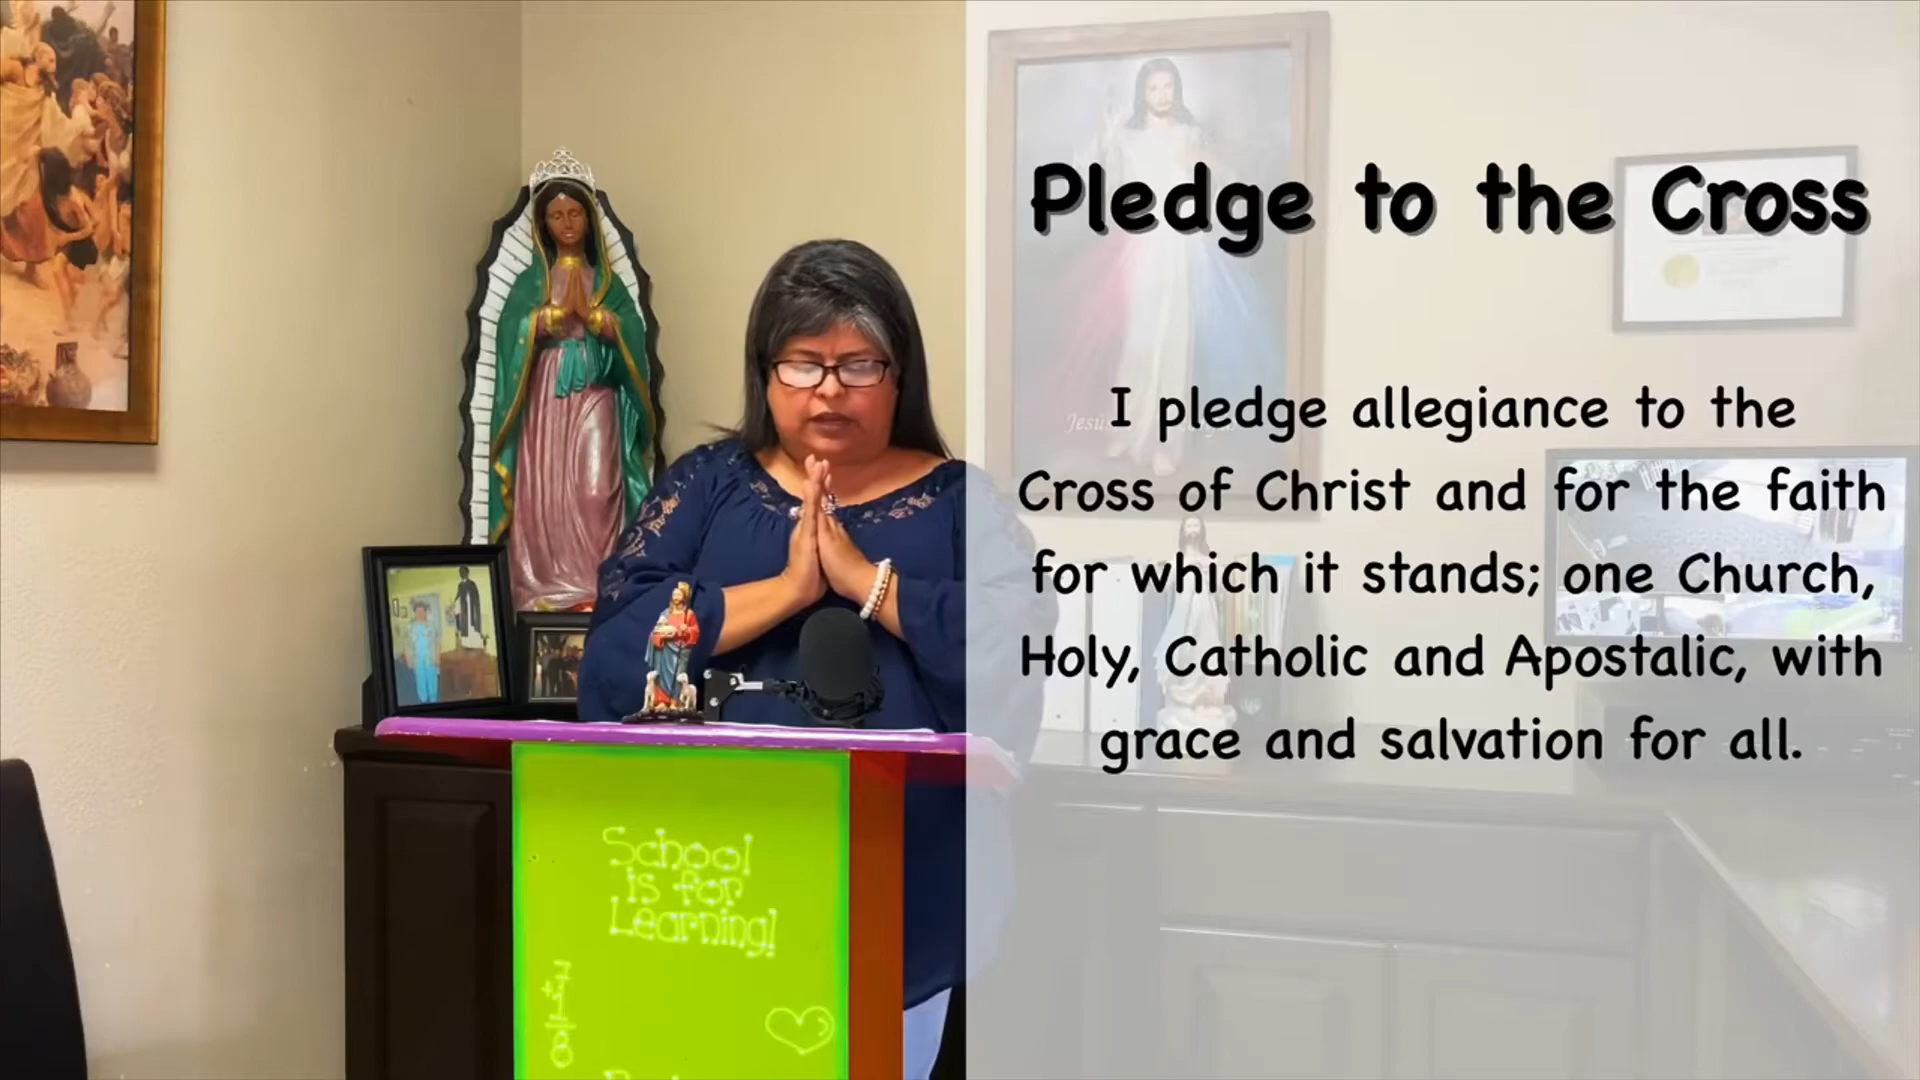 Pledge to the Cross
I pledge allegiance to the
Cross of Christ and for the faith
for which it stands; one Church,
Holy, Catholic and Apostalic, with
grace and salvation for all.
Jesús
School
is for
Learning!